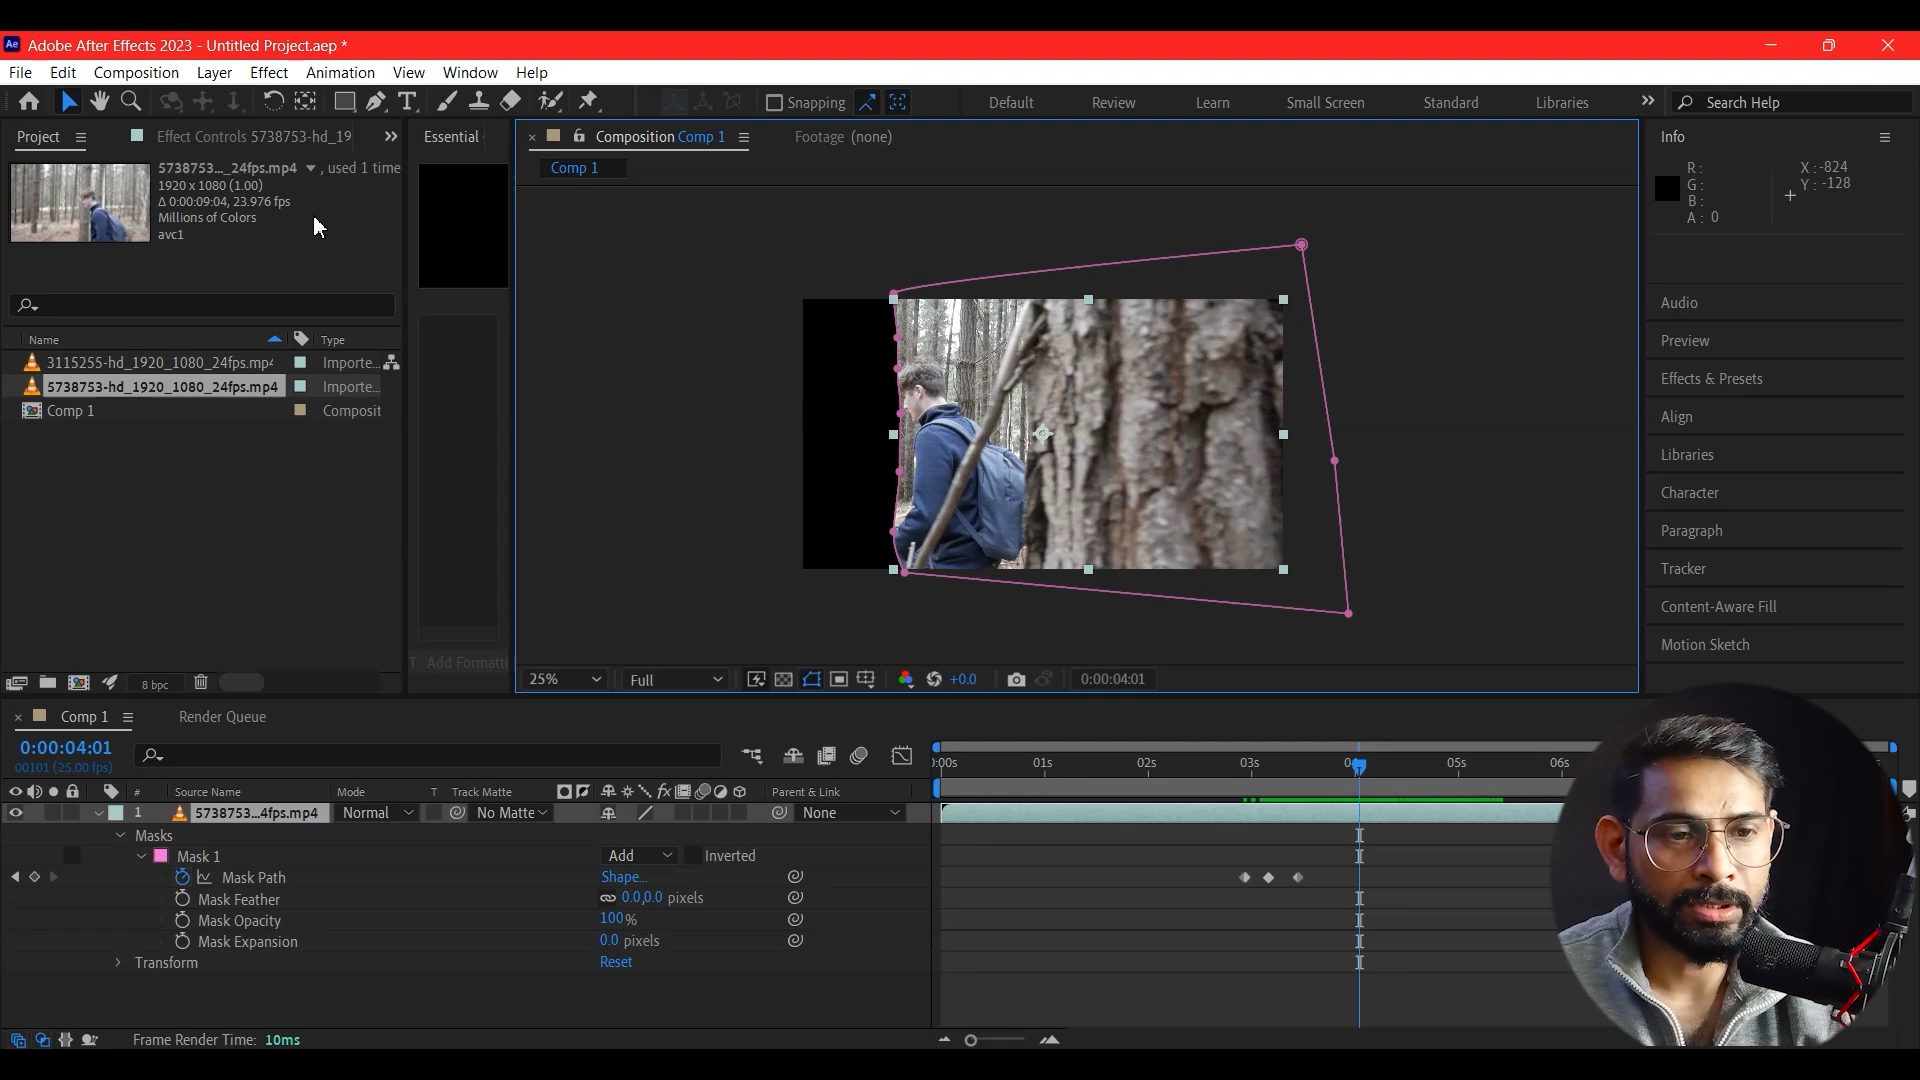 Ae Adobe After Effects 2023 - Untitled Project.aep *
File Edit Composition Layer Effect Animation View Window Help
Snapping Default Review Learn Small Screen Standard Libraries Search Help
Project Effect Controls 5738753-hd_19 Essential Composition Comp 1 Footage (none) Info
5738753..._24fps.mp4 , used 1 time
1920 x 1080 (1.00)
Δ 0:00:09:04, 23.976 fps
Millions of Colors
avc1
Comp 1
R :
G :
B :
A : 0
X : -824
Y : -128
Name Type
3115255-hd_1920_1080_24fps.mp4 Importe...
5738753-hd_1920_1080_24fps.mp4 Importe...
Comp 1 Composit
Audio
Preview
Effects & Presets
Align
Libraries
Character
Paragraph
Tracker
Content-Aware Fill
Motion Sketch
T Add Formatti
8 bpc
25% Full +0.0 0:00:04:01
Comp 1 Render Queue
0:00:04:01
00101 (25.00 fps)
):00s 01s 02s 03s 05s 06s
# Source Name Mode T Track Matte fx Parent & Link
1 5738753...4fps.mp4 Normal No Matte None
Masks
Mask 1 Add Inverted
Mask Path Shape...
Mask Feather 0.0,0.0 pixels
Mask Opacity 100%
Mask Expansion 0.0 pixels
Transform Reset
Frame Render Time: 10ms